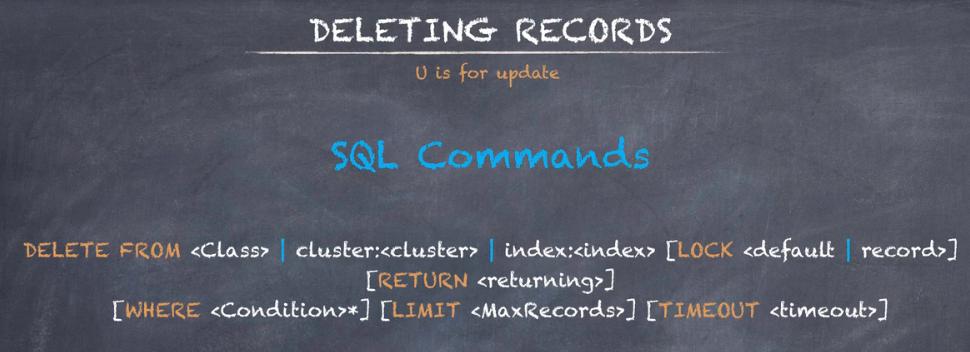 DELETING RECORDS
U is for update
SQL Commands
DELETE FROM <Class> | cluster:<cluster> | index:<index> [LOCK <default | record>]
[RETURN <returning>]
[WHERE <Condition>*] [LIMIT <MaxRecords>] [TIMEOUT <timeout>]